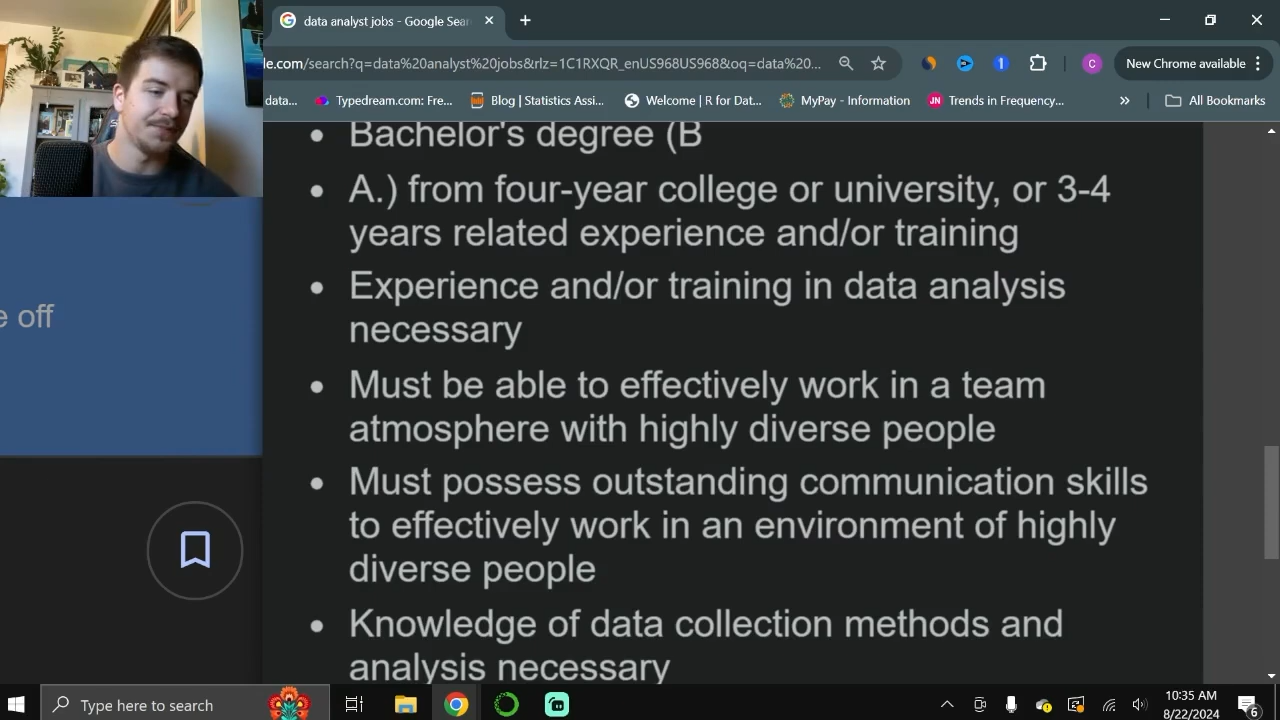 data analyst jobs - Google Sear
le.com/search?q=data%20analyst%20jobs&rlz=1C1RXQR_enUS968US968&oq=data%20...
C
New Chrome available
data...
Typedream.com: Fre...
Blog | Statistics Assi...
Welcome | R for Dat...
MyPay - Information
JN
Trends in Frequency...
All Bookmarks
Bachelor's degree (B
A.) from four-year college or university, or 3-4
years related experience and/or training
Experience and/or training in data analysis
necessary
Must be able to effectively work in a team
atmosphere with highly diverse people
Must possess outstanding communication skills
to effectively work in an environment of highly
diverse people
Knowledge of data collection methods and
analysis necessary
e off
Type here to search
10:35 AM
8/22/2024
6